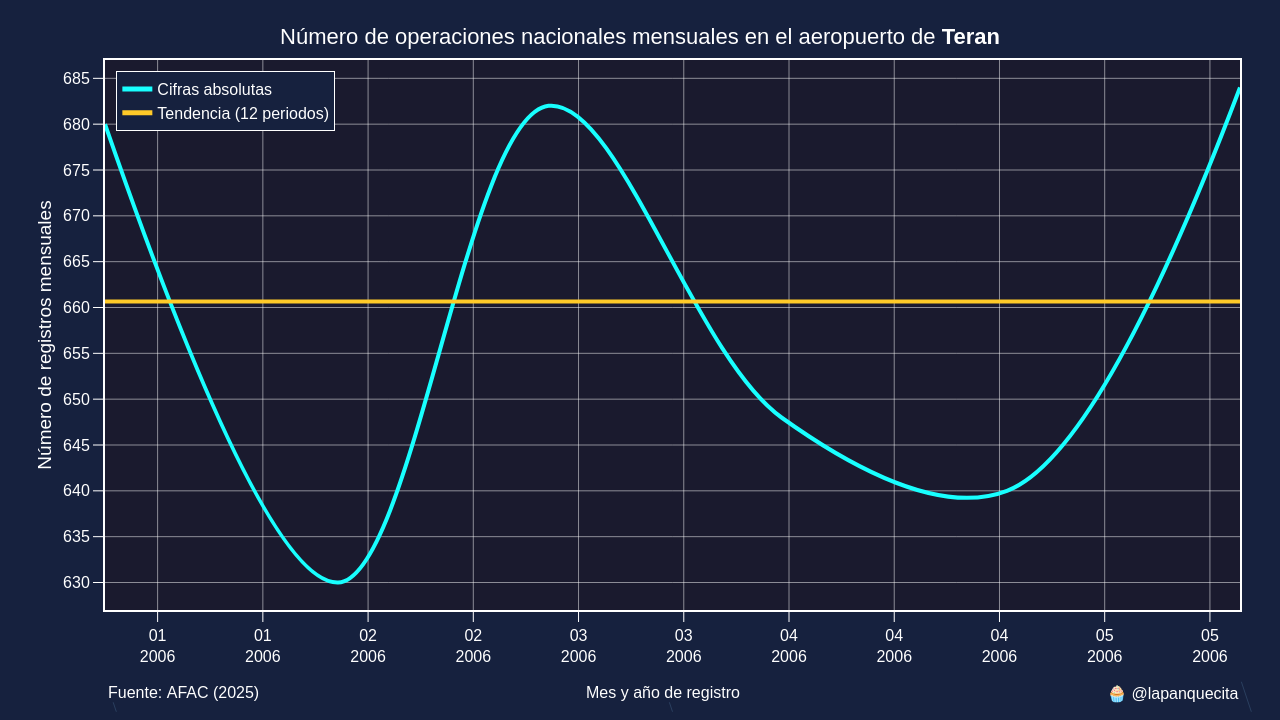 Número de operaciones nacionales mensuales en el aeropuerto de Teran
Cifras absolutas
Tendencia (12 periodos)
Número de registros mensuales
685
680
675
670
665
660
655
650
645
640
635
630
01 01 02 02 03 03 04 04 04 05 05
2006 2006 2006 2006 2006 2006 2006 2006 2006 2006 2006
Fuente: AFAC (2025) Mes y año de registro 🧁 @lapanquecita